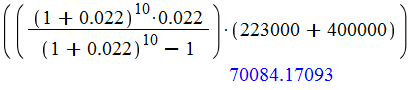 (((1 + 0.022)^10·0.022)/((1 + 0.022)^10 − 1))·(223000 + 400000))
70084.17093